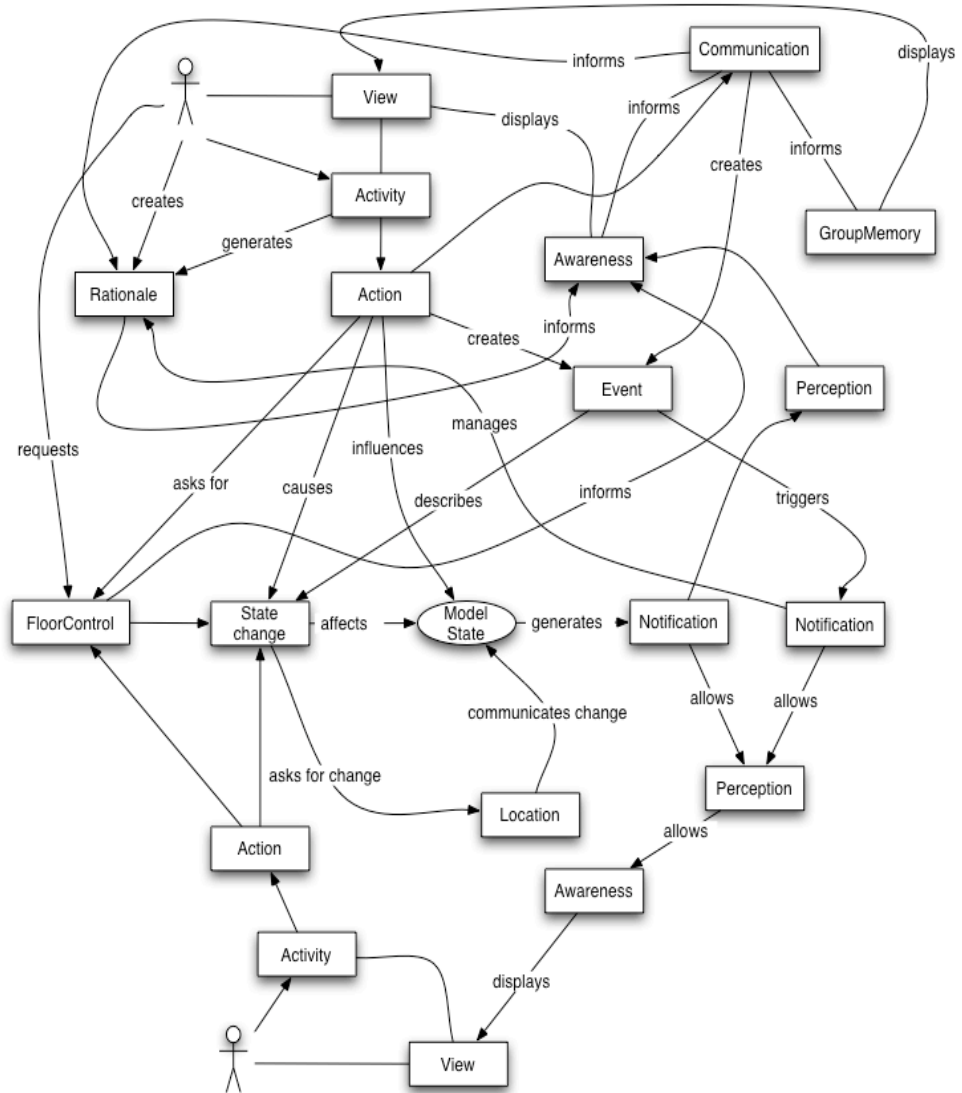 Communication
displays
informs
View
displays
informs
informs
creates
Activity
creates
generates
GroupMemory
Awareness
Rationale
Action
informs
creates
Event
Perception
manages
requests
influences
asks for
causes
describes
informs
triggers
FloorControl
State
change
affects
Model
State
generates
Notification
Notification
allows
allows
communicates change
asks for change
Perception
Location
allows
Action
Awareness
Activity
displays
View